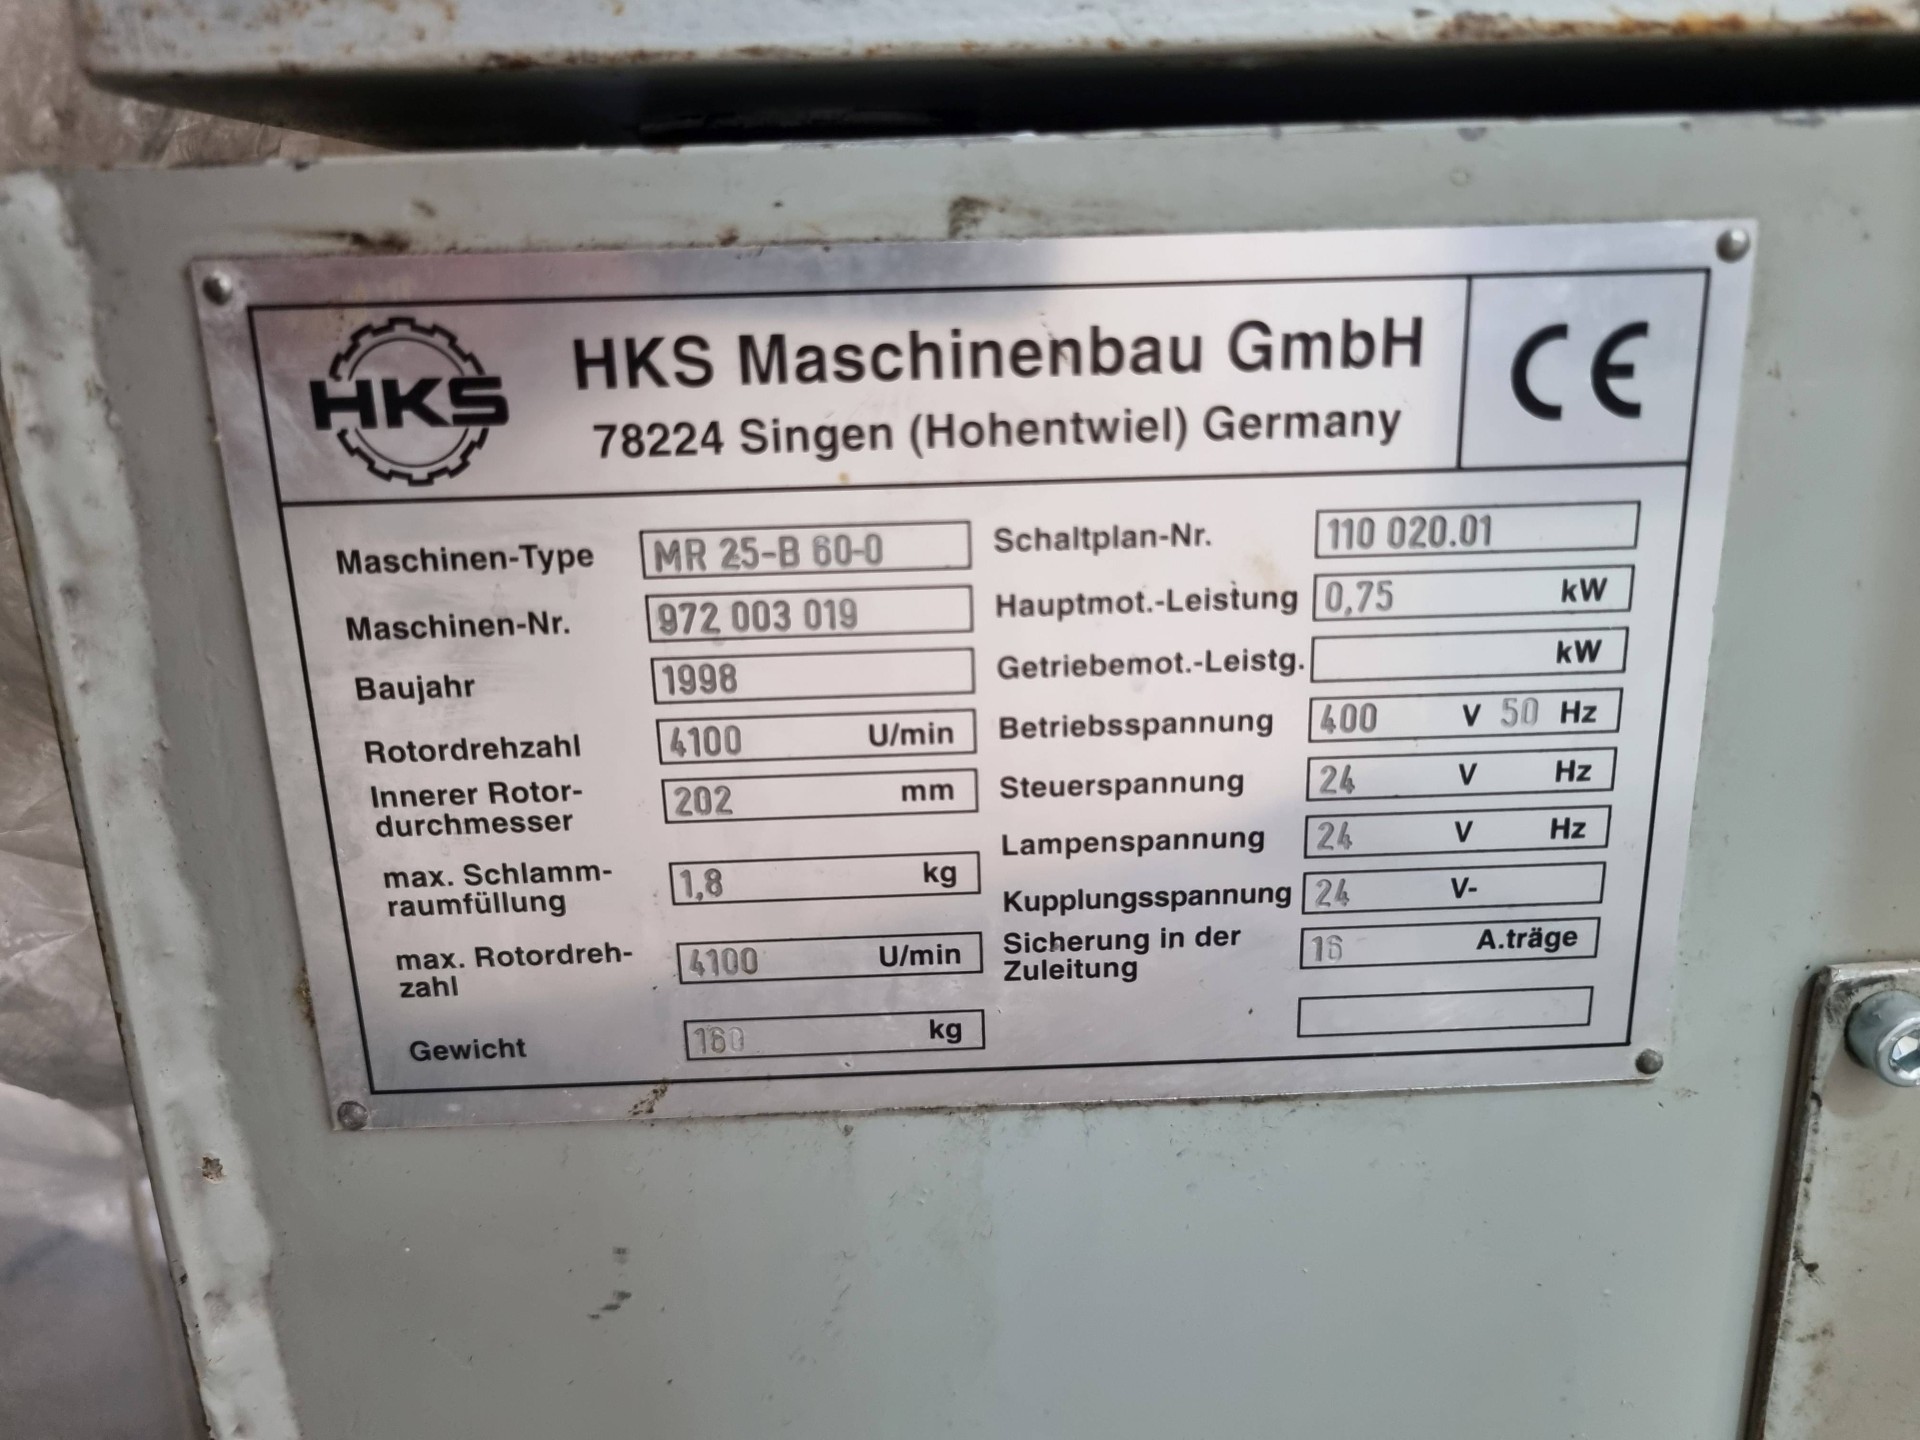 HKS
HKS Maschinenbau GmbH
78224 Singen (Hohentwiel) Germany
CE
Maschinen-Type MR 25-B 60-0
Maschinen-Nr. 972 003 019
Baujahr 1998
Rotordrehzahl 4100 U/min
Innerer Rotor-
durchmesser 202 mm
max. Schlamm-
raumfüllung 1,8 kg
max. Rotordreh-
zahl 4100 U/min
Gewicht 160 kg
Schaltplan-Nr. 110 020.01
Hauptmot.-Leistung 0,75 kW
Getriebemot.-Leistg. kW
Betriebsspannung 400 V 50 Hz
Steuerspannung 24 V Hz
Lampenspannung 24 V Hz
Kupplungsspannung 24 V-
Sicherung in der
Zuleitung 16 A.träge